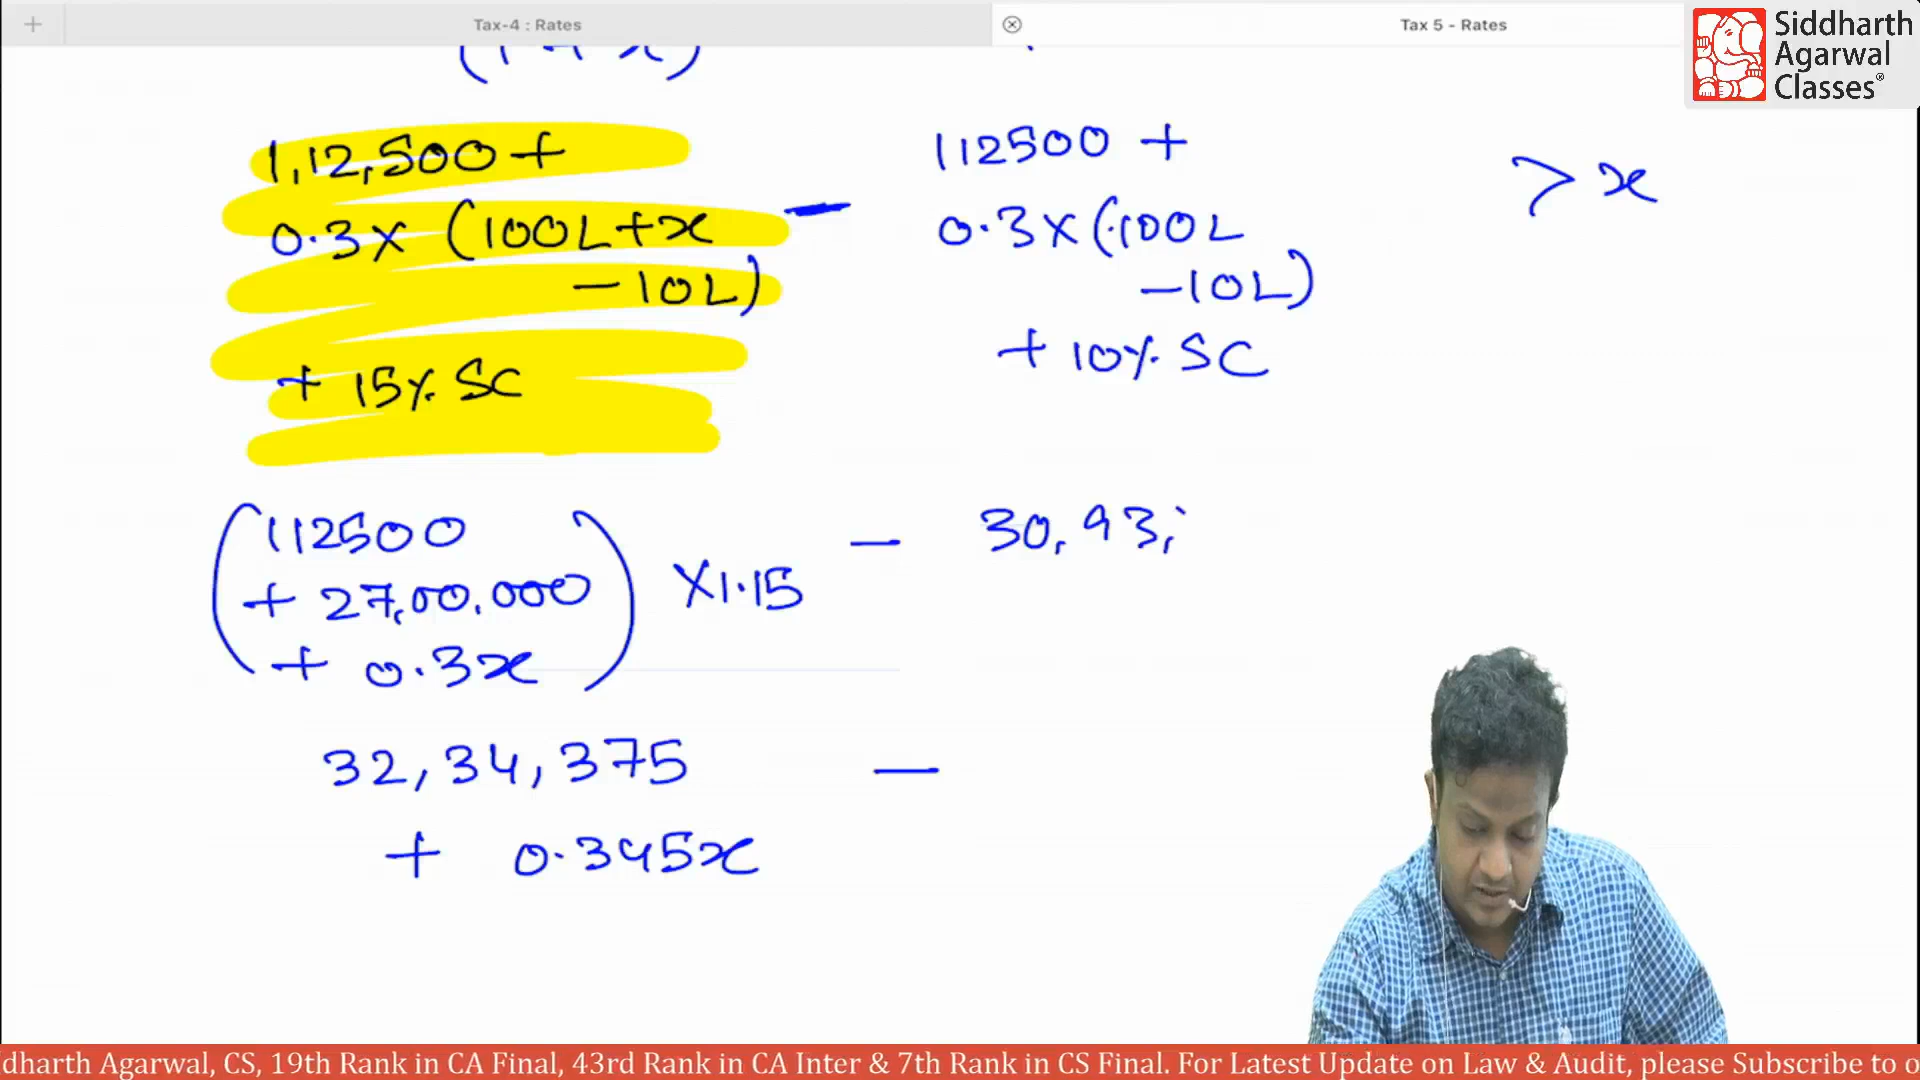 Tax-4 : Rates
Tax 5 - Rates
Siddharth
Agarwal
Classes®
1,12,500 +
0.3 x (100L + x
- 10L)
+ 15% SC
-
112500 +
0.3 x (100L
- 10L)
+ 10% SC
> x
(112500
+ 27,00,000
+ 0.3x) x 1.15
- 30,93,
32,34,375 -
+ 0.345x
dharth Agarwal, CS, 19th Rank in CA Final, 43rd Rank in CA Inter & 7th Rank in CS Final. For Latest Update on Law & Audit, please Subscribe to o